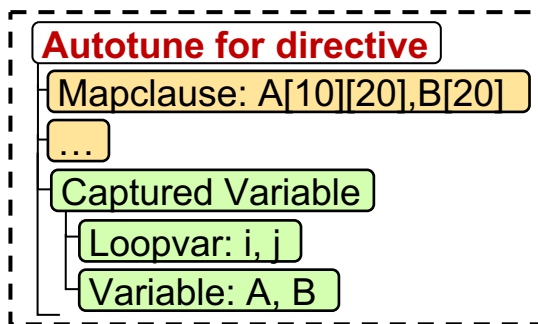 Autotune for directive
Mapclause: A[10][20],B[20]
...
Captured Variable
Loopvar: i, j
Variable: A, B